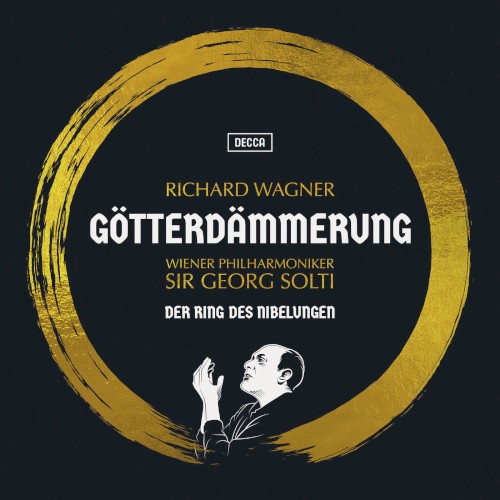 DECCA
RICHARD WAGNER
GÖTTERDÄMMERUNG
WIENER PHILHARMONIKER
SIR GEORG SOLTI
DER RING DES NIBELUNGEN